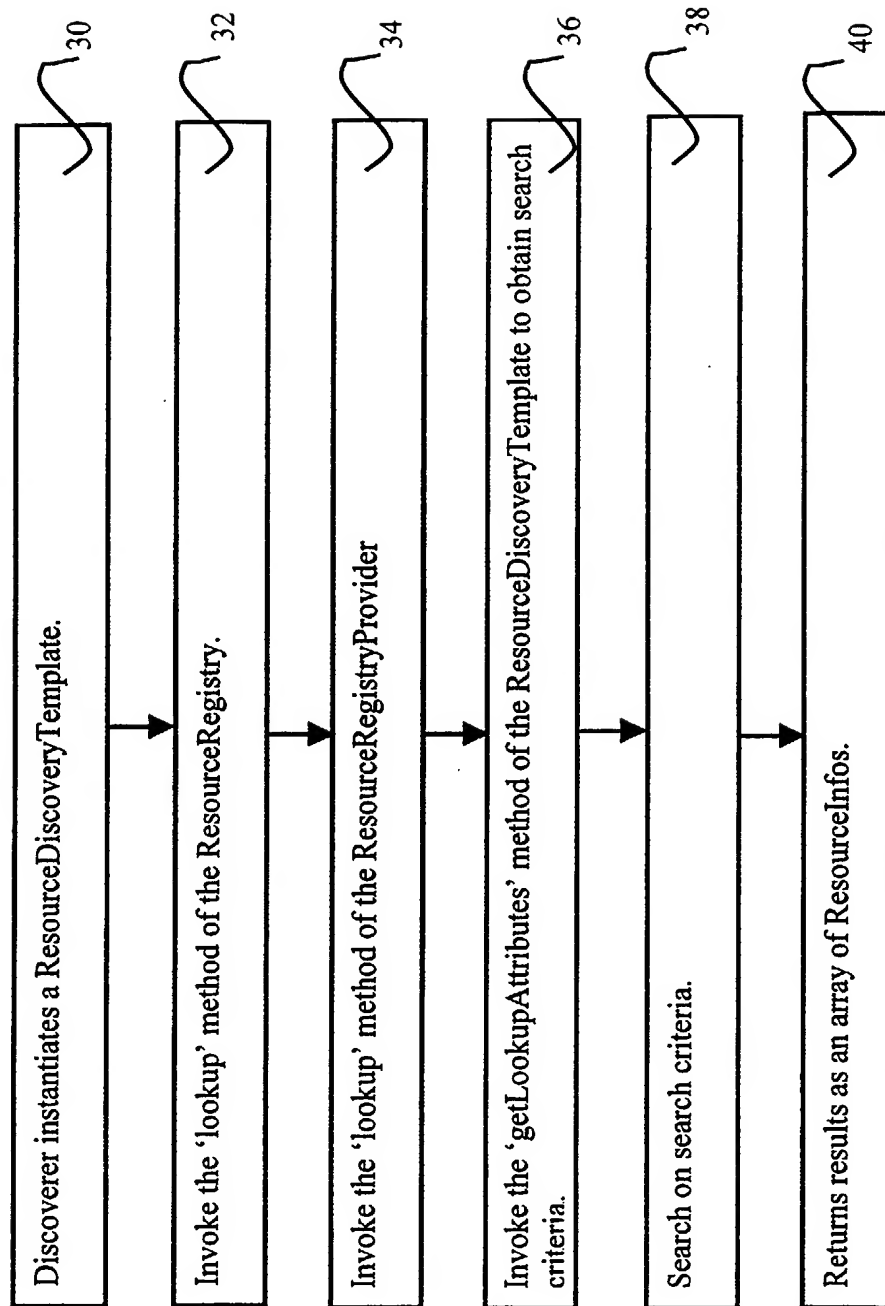 Discoverer instantiates a ResourceDiscoveryTemplate.
30
Invoke the ‘lookup’ method of the ResourceRegistry.
32
Invoke the ‘lookup’ method of the ResourceRegistryProvider
34
Invoke the ‘getLookupAttributes’ method of the ResourceDiscoveryTemplate to obtain search
criteria.
36
Search on search criteria.
38
Returns results as an array of ResourceInfos.
40